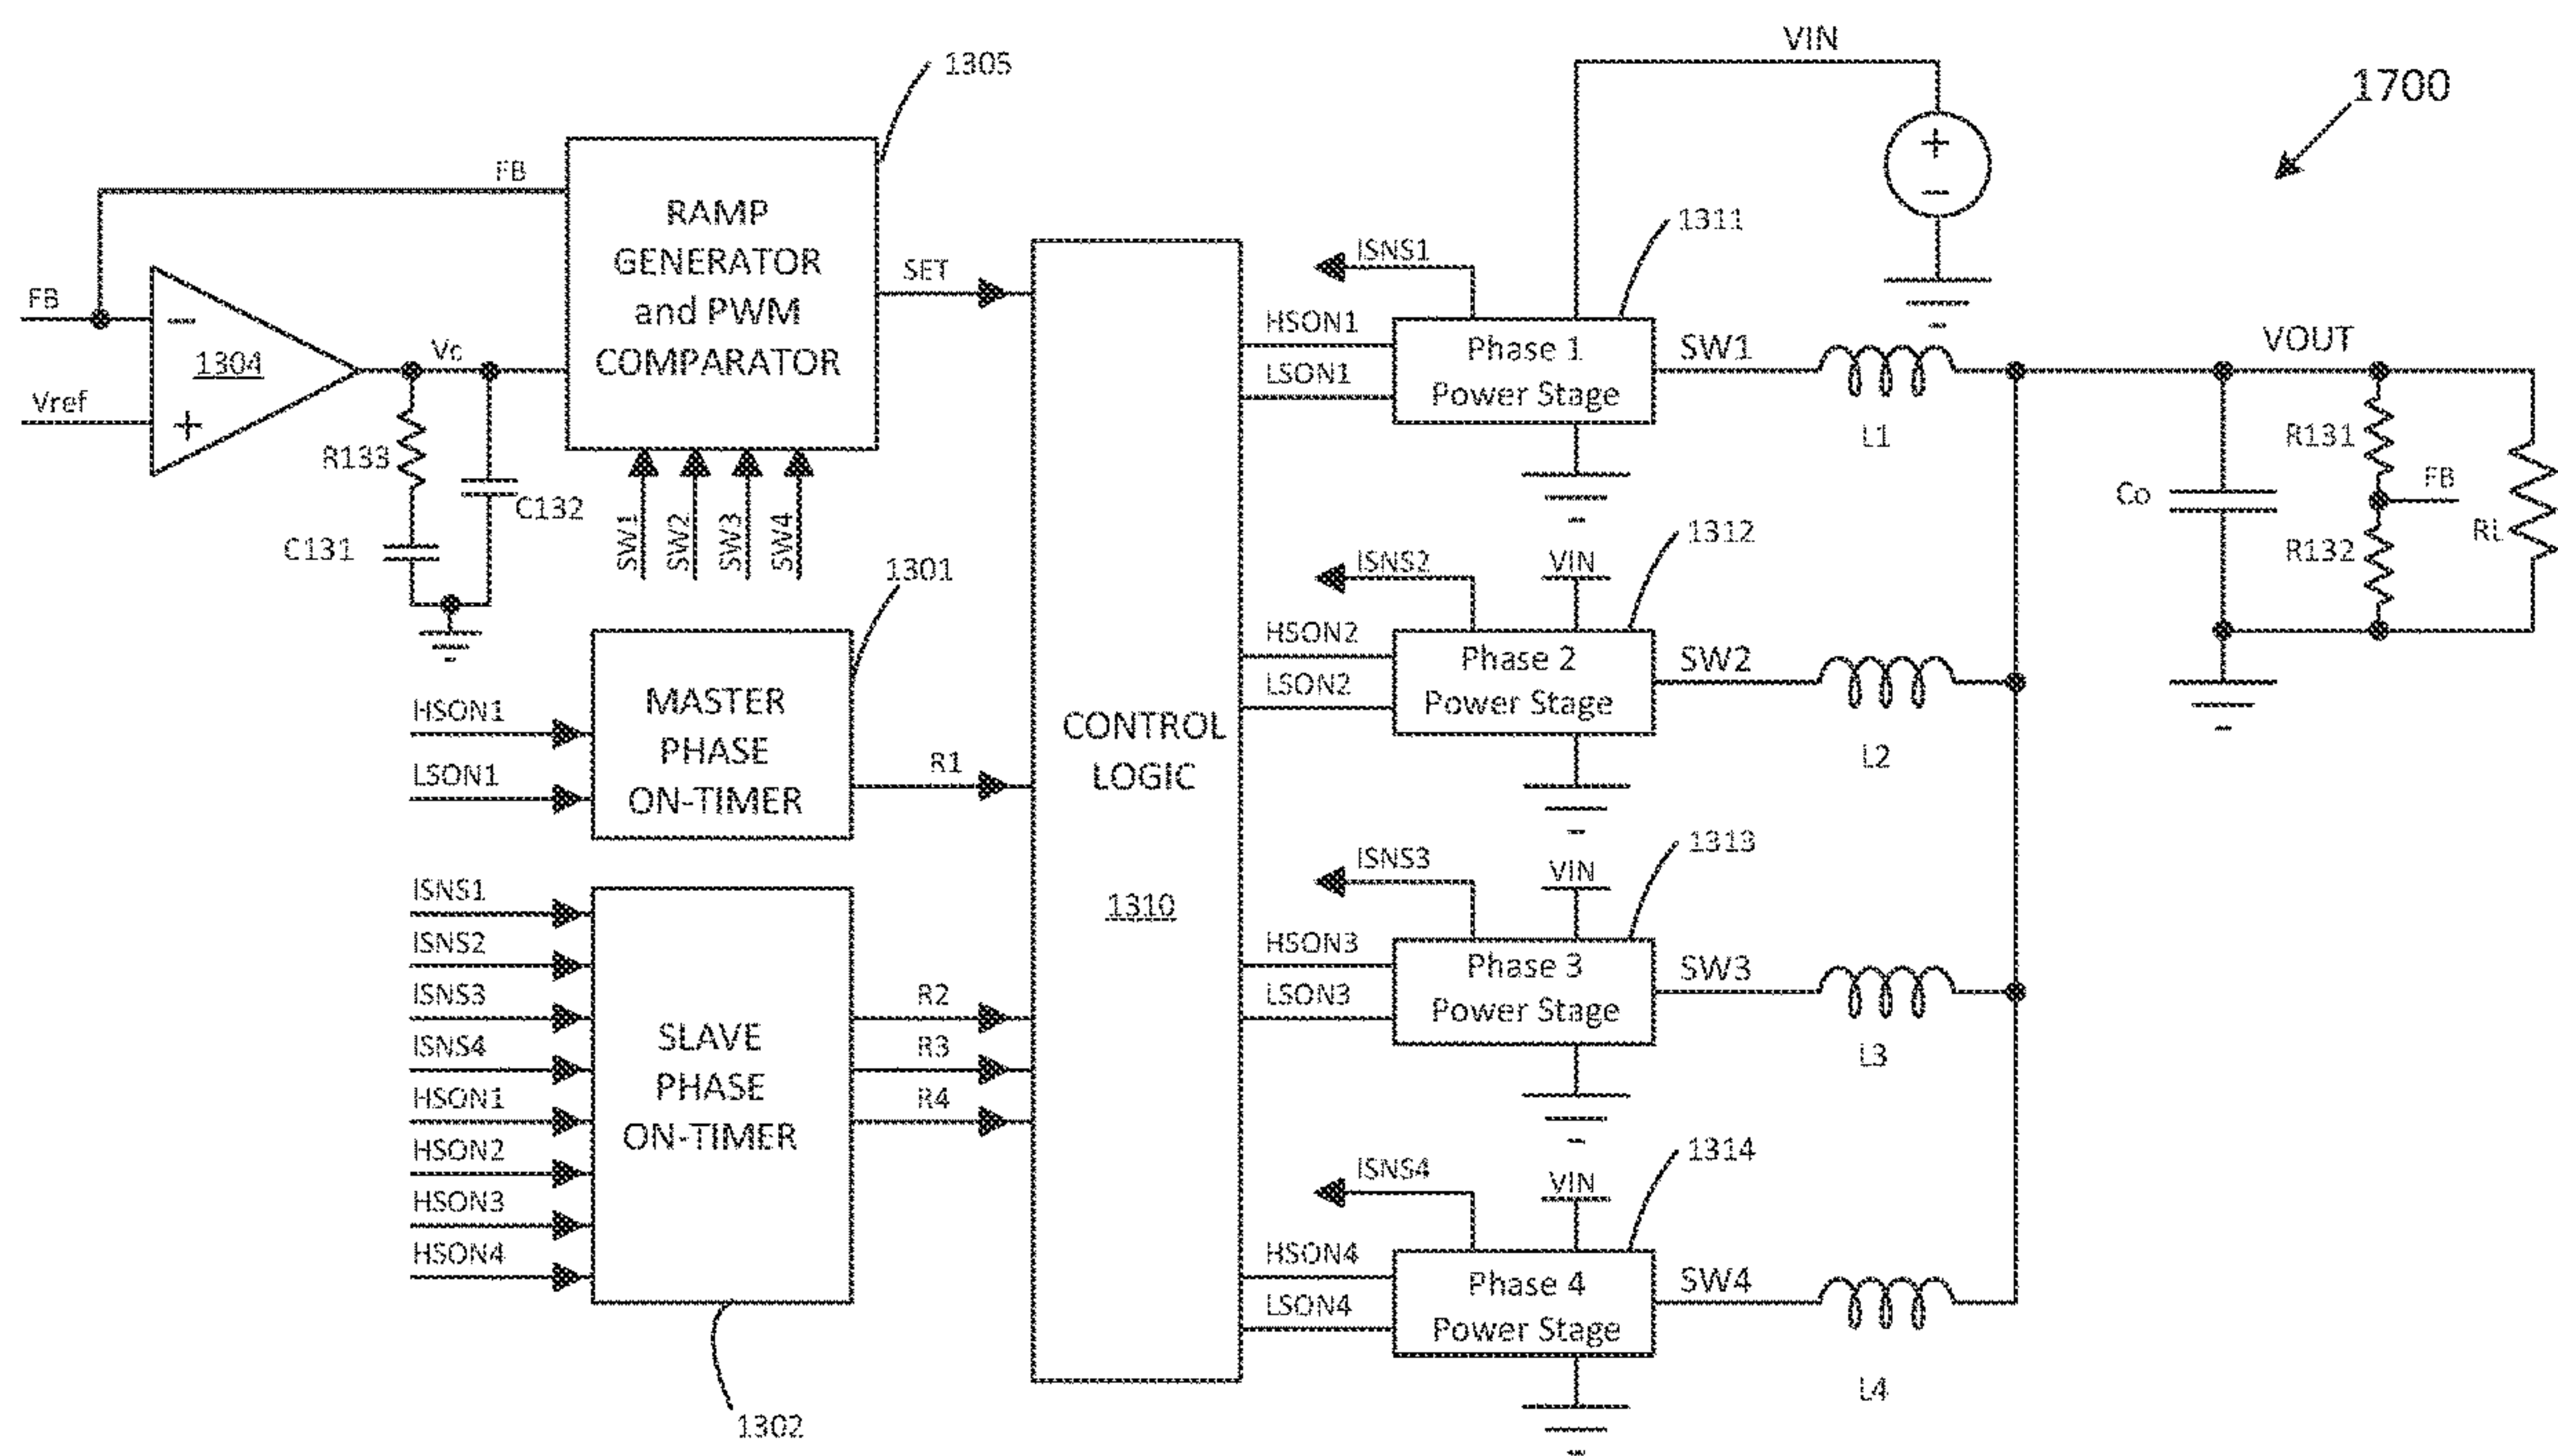 VIN
1700
1305
FB
RAMP
GENERATOR
and PWM
COMPARATOR
FB
Vref
1304
Vc
R133
C131
C132
SW1
SW2
SW3
SW4
SET
1301
MASTER
PHASE
ON-TIMER
HSON1
LSON1
R1
ISNS1
ISNS2
ISNS3
ISNS4
HSON1
HSON2
HSON3
HSON4
SLAVE
PHASE
ON-TIMER
R2
R3
R4
1302
CONTROL
LOGIC
1310
ISNS1
1311
HSON1
LSON1
Phase 1
Power Stage
SW1
L1
ISNS2
VIN
1312
HSON2
LSON2
Phase 2
Power Stage
SW2
L2
ISNS3
VIN
1313
HSON3
LSON3
Phase 3
Power Stage
SW3
L3
ISNS4
VIN
1314
HSON4
LSON4
Phase 4
Power Stage
SW4
L4
VOUT
Co
R131
FB
R132
RL